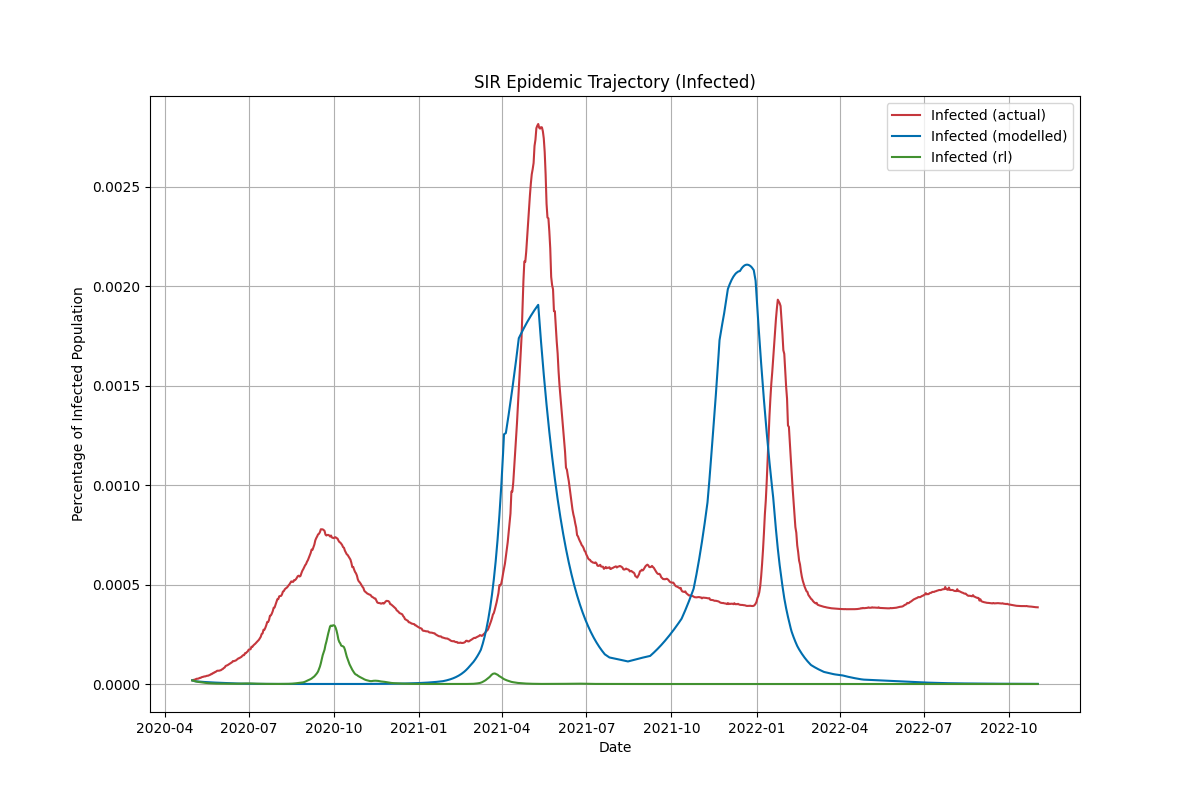 SIR Epidemic Trajectory (Infected)
Infected (actual)
Infected (modelled)
Infected (rl)
Percentage of Infected Population
0.0025
0.0020
0.0015
0.0010
0.0005
0.0000
2020-04 2020-07 2020-10 2021-01 2021-04 2021-07 2021-10 2022-01 2022-04 2022-07 2022-10
Date